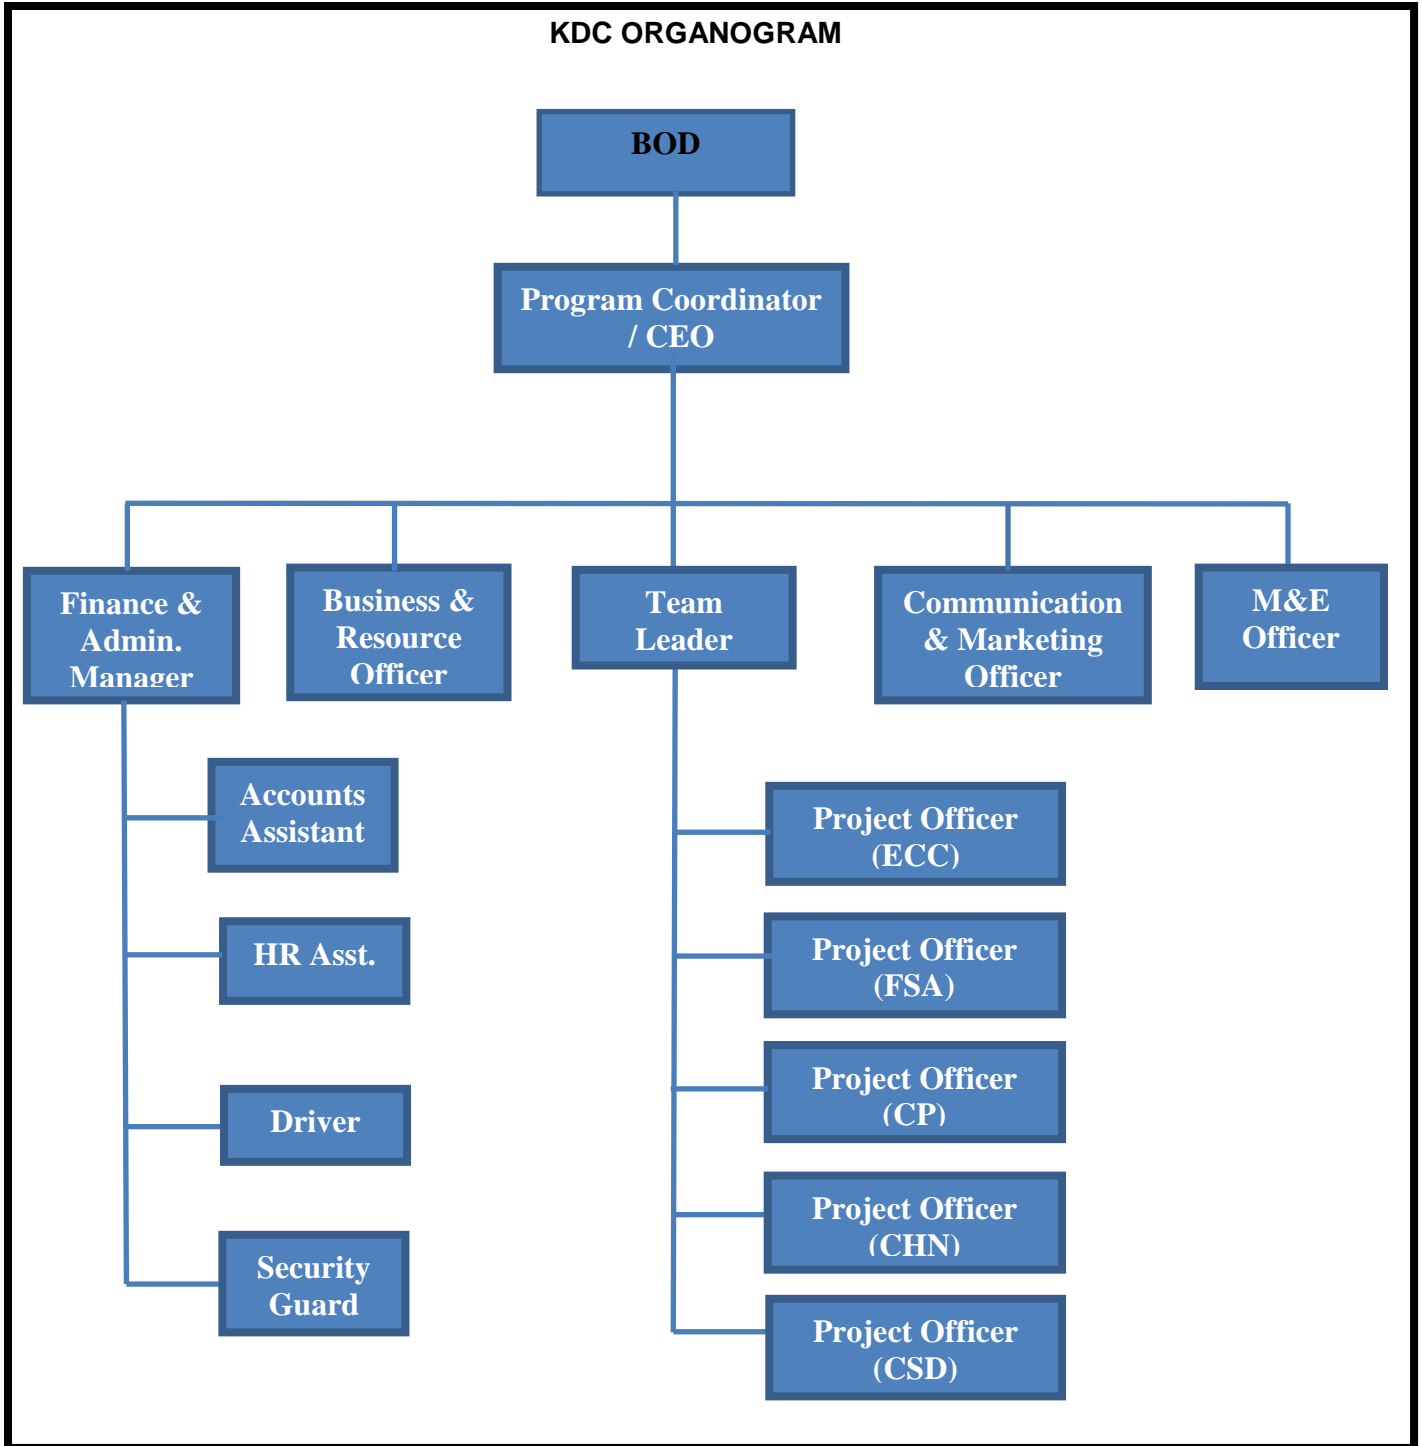 KDC ORGANOGRAM
BOD
Program Coordinator
/ CEO
Finance &
Admin.
Manager
Business &
Resource
Officer
Team
Leader
Communication
& Marketing
Officer
M&E
Officer
Accounts
Assistant
HR Asst.
Driver
Security
Guard
Project Officer
(ECC)
Project Officer
(FSA)
Project Officer
(CP)
Project Officer
(CHN)
Project Officer
(CSD)